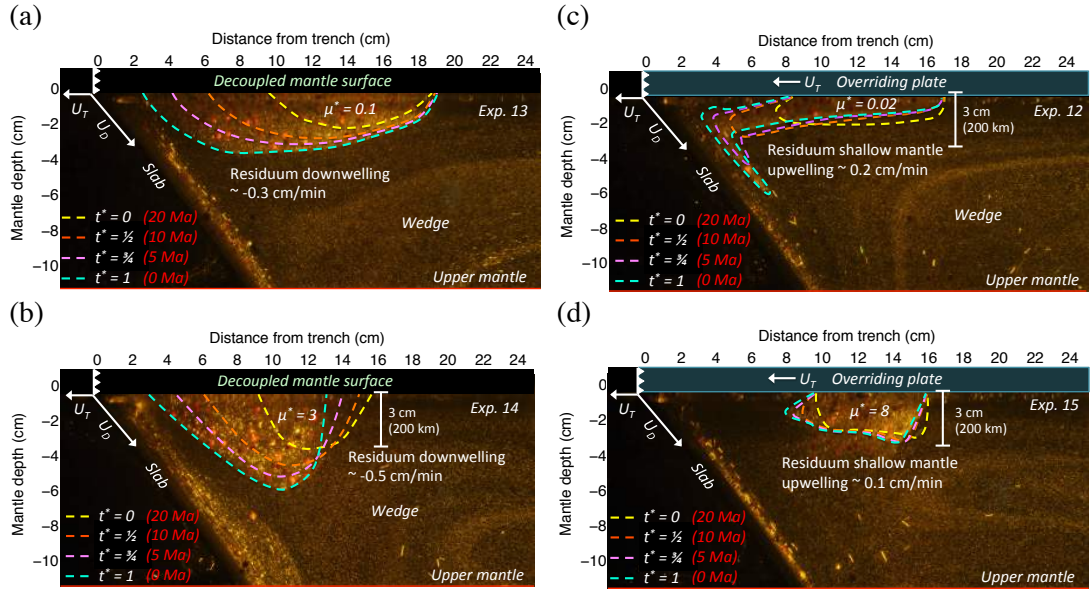 (a)
Distance from trench (cm)
0 2 4 6 8 10 12 14 16 18 20 22 24
Decoupled mantle surface
Mantle depth (cm)
0
−2
−4
−6
−8
−10
U_T
U_D
Slab
μ* = 0.1
Exp. 13
Residuum downwelling
~ -0.3 cm/min
Wedge
t* = 0 (20 Ma)
t* = ½ (10 Ma)
t* = ¾ (5 Ma)
t* = 1 (0 Ma)
Upper mantle
(c)
Distance from trench (cm)
0 2 4 6 8 10 12 14 16 18 20 22 24
U_T Overriding plate
Mantle depth (cm)
0
−2
−4
−6
−8
−10
U_T
U_D
Slab
μ* = 0.02
Exp. 12
3 cm
(200 km)
Residuum shallow mantle
upwelling ~ 0.2 cm/min
Wedge
t* = 0 (20 Ma)
t* = ½ (10 Ma)
t* = ¾ (5 Ma)
t* = 1 (0 Ma)
Upper mantle
(b)
Distance from trench (cm)
0 2 4 6 8 10 12 14 16 18 20 22 24
Decoupled mantle surface
Mantle depth (cm)
0
−2
−4
−6
−8
−10
U_T
U_D
Slab
μ* = 3
Exp. 14
3 cm
(200 km)
Residuum downwelling
~ -0.5 cm/min
Wedge
t* = 0 (20 Ma)
t* = ½ (10 Ma)
t* = ¾ (5 Ma)
t* = 1 (0 Ma)
Upper mantle
(d)
Distance from trench (cm)
0 2 4 6 8 10 12 14 16 18 20 22 24
U_T Overriding plate
Mantle depth (cm)
0
−2
−4
−6
−8
−10
U_T
U_D
Slab
μ* = 8
Exp. 15
3 cm
(200 km)
Residuum shallow mantle
upwelling ~ 0.1 cm/min
Wedge
t* = 0 (20 Ma)
t* = ½ (10 Ma)
t* = ¾ (5 Ma)
t* = 1 (0 Ma)
Upper mantle